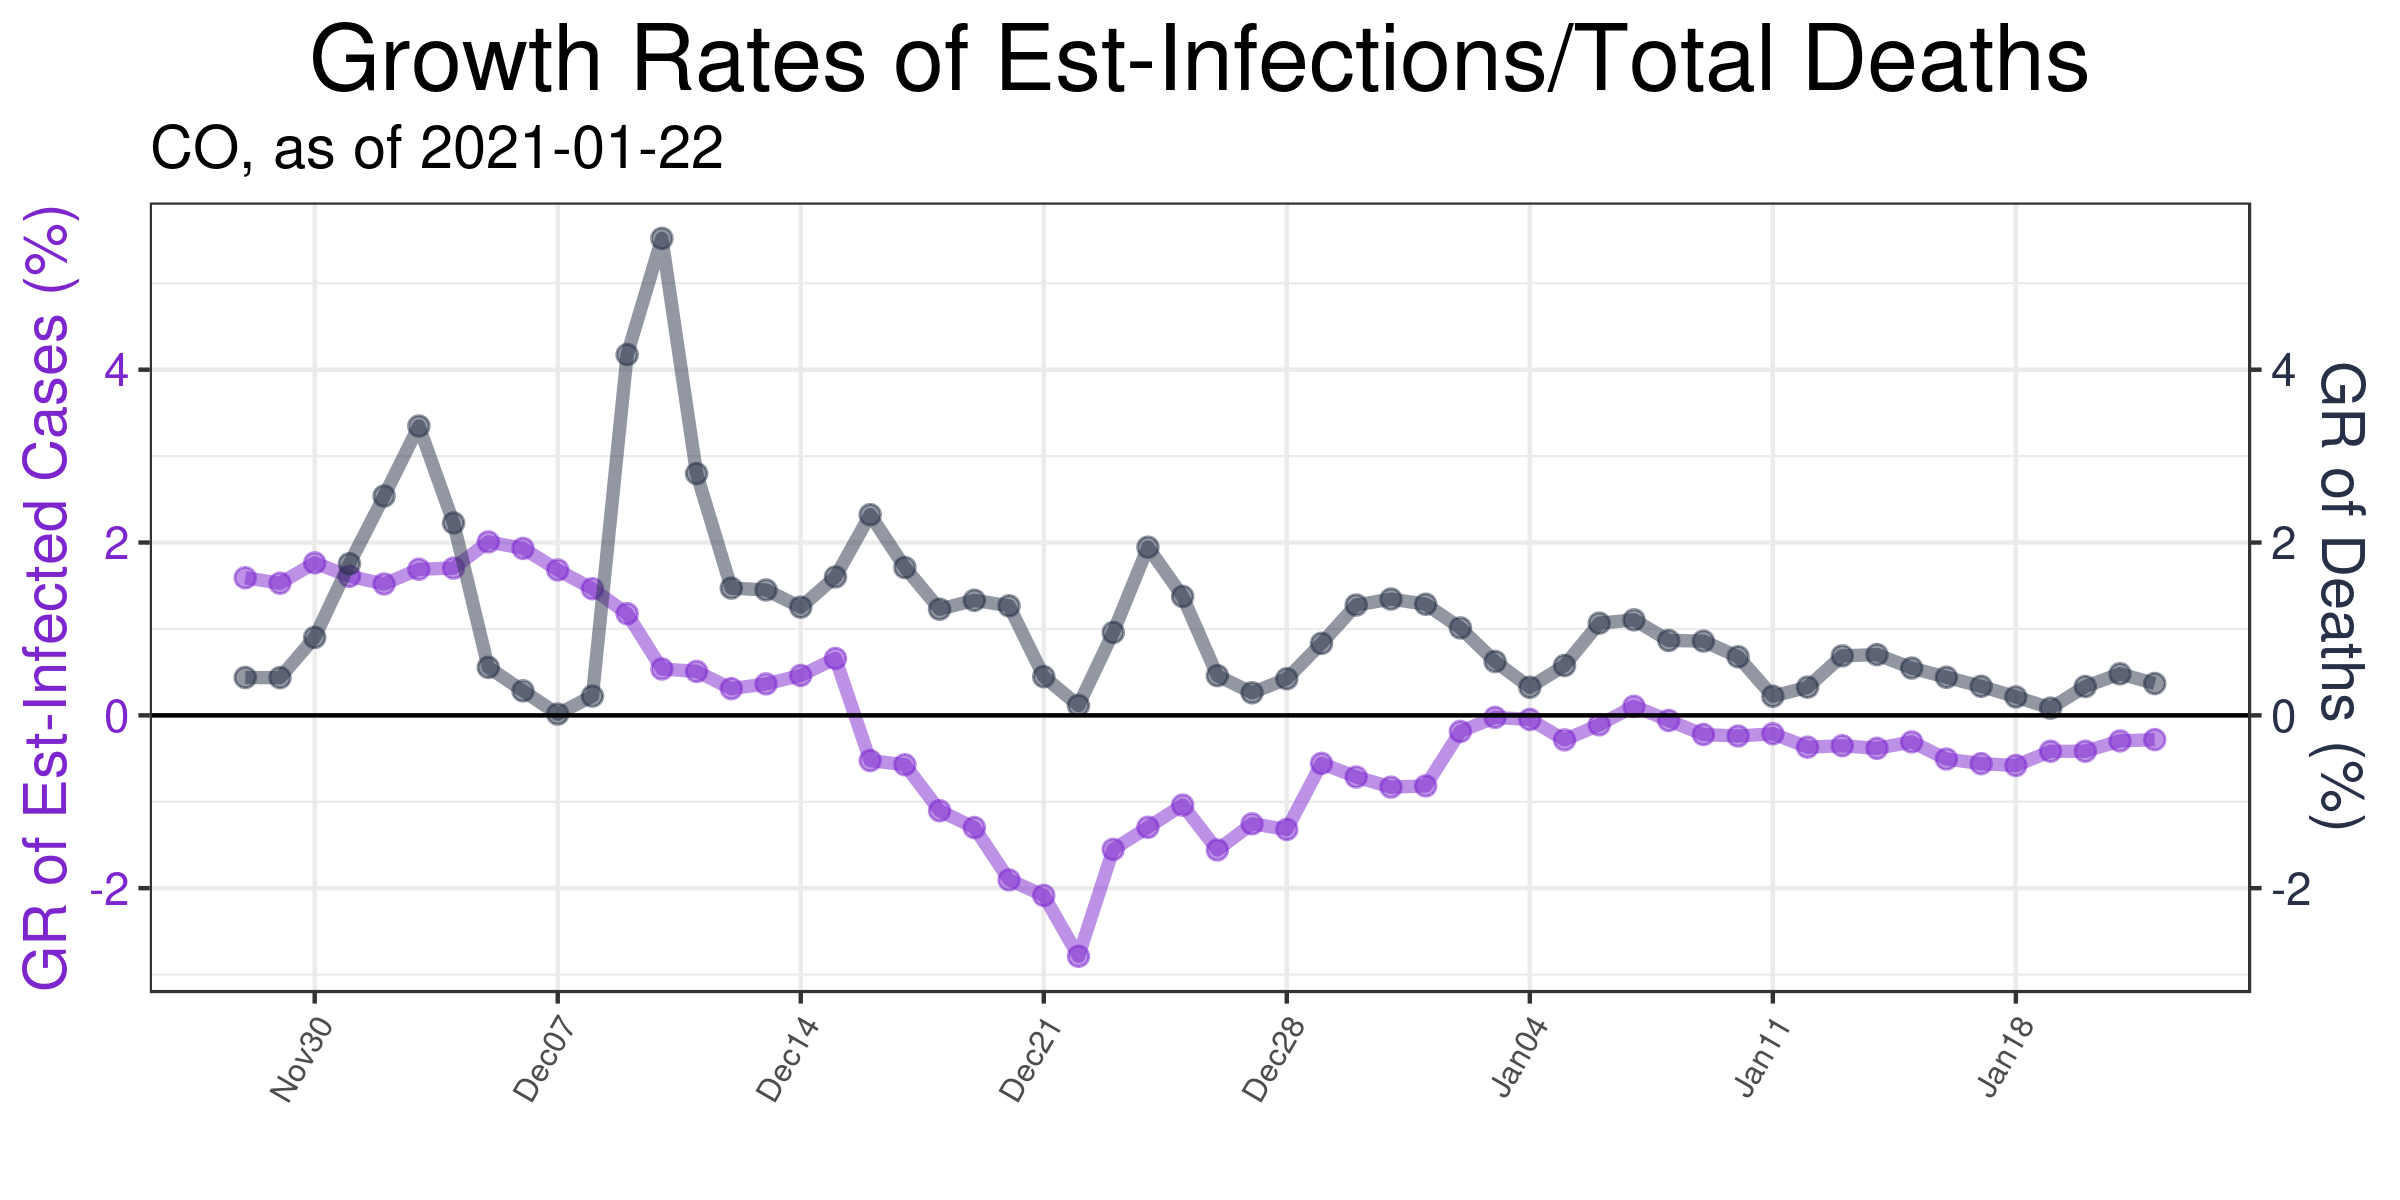 Growth Rates of Est-Infections/Total Deaths
CO, as of 2021-01-22
GR of Est-Infected Cases (%)
4
2
0
-2
4
2
0
-2
GR of Deaths (%)
Nov30
Dec07
Dec14
Dec21
Dec28
Jan04
Jan11
Jan18